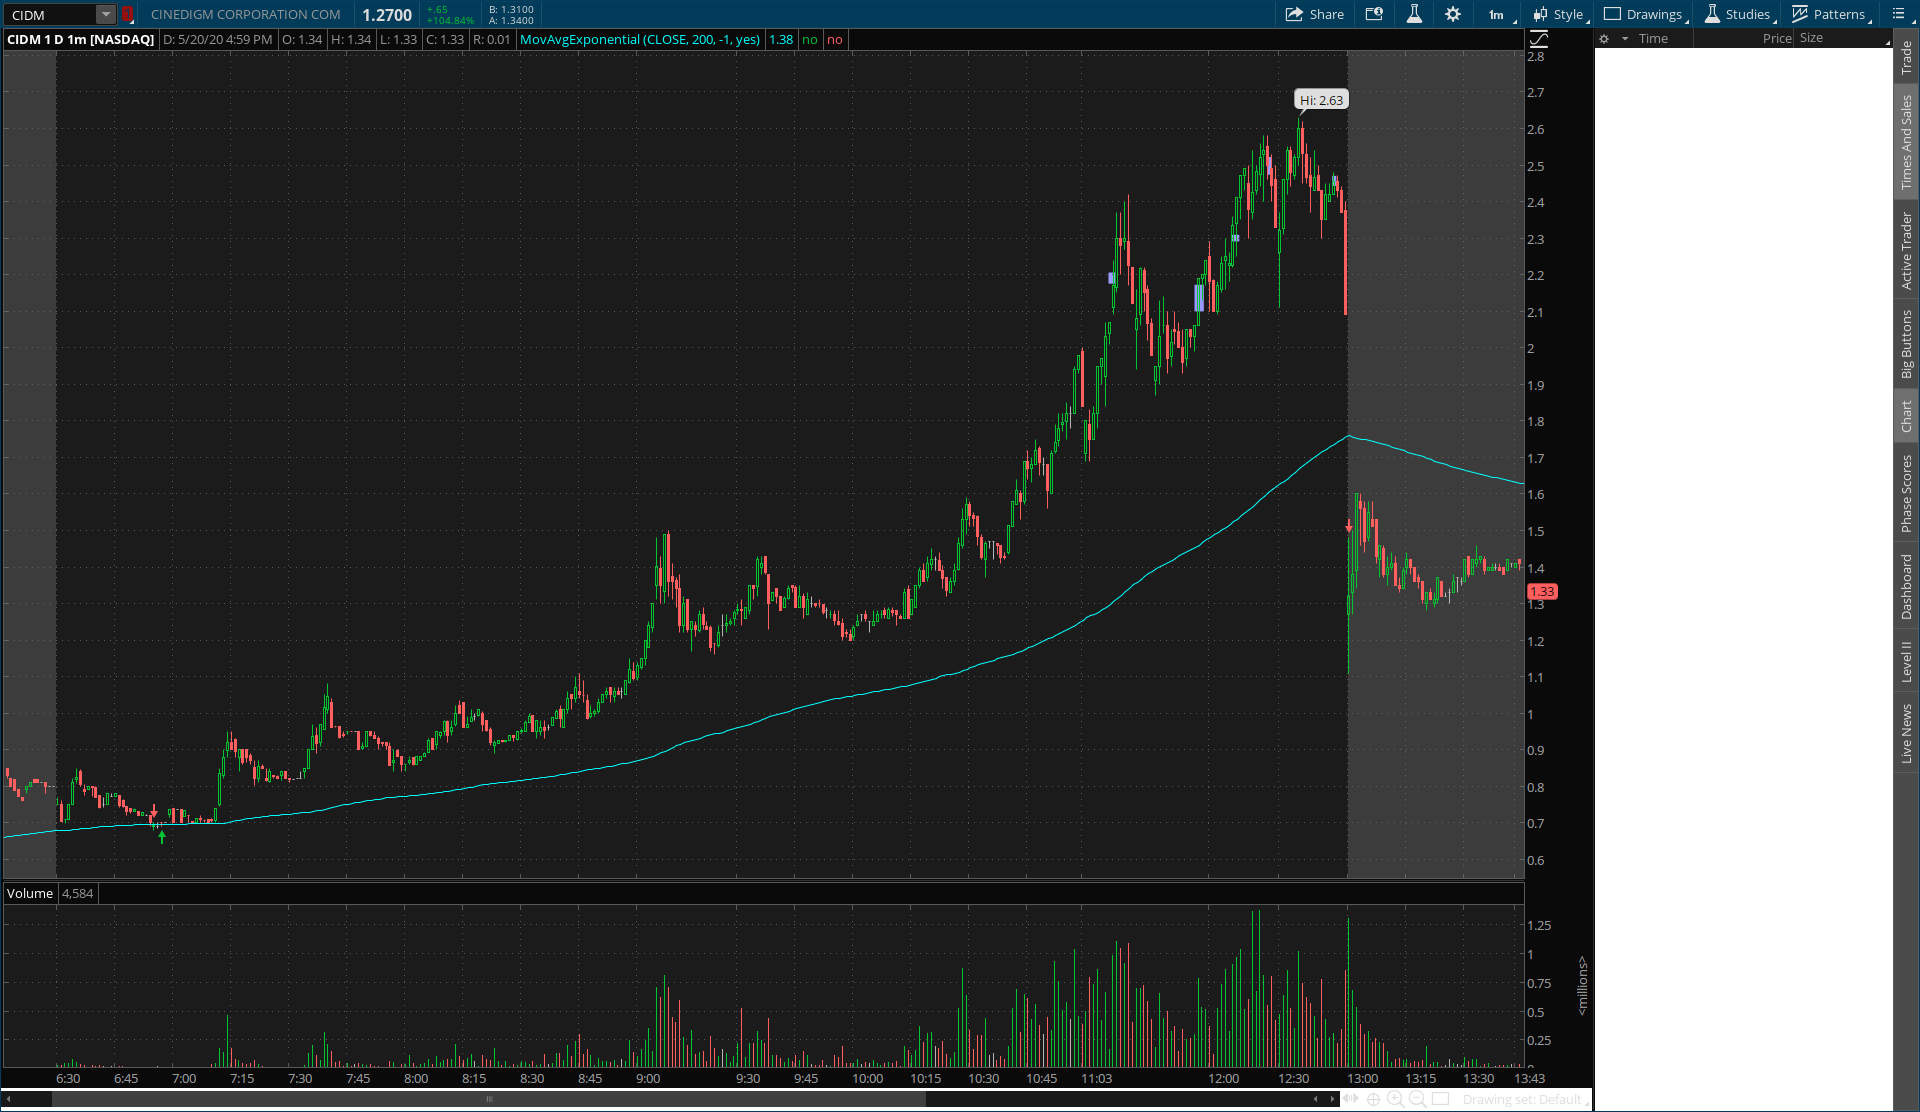 CIDM
1
CINEDIGM CORPORATION COM
1.2700
+.65
+104.84%
B: 1.3100
A: 1.3400
Share
1m
Style
Drawings
Studies
Patterns
CIDM 1 D 1m [NASDAQ]
D: 5/20/20 4:59 PM
O: 1.34
H: 1.34
L: 1.33
C: 1.33
R: 0.01
MovAvgExponential (CLOSE, 200, -1, yes)
1.38
no
no
Time
Price
Size
Hi: 2.63
2.8
2.7
2.6
2.5
2.4
2.3
2.2
2.1
2
1.9
1.8
1.7
1.6
1.5
1.4
1.33
1.3
1.2
1.1
1
0.9
0.8
0.7
0.6
Trade
Times And Sales
Active Trader
Big Buttons
Chart
Phase Scores
Dashboard
Level II
Live News
Volume
4,584
1.25
1
0.75
0.5
0.25
0
<millions>
6:30
6:45
7:00
7:15
7:30
7:45
8:00
8:15
8:30
8:45
9:00
9:30
9:45
10:00
10:15
10:30
10:45
11:03
12:00
12:30
13:00
13:15
13:30
13:43
Drawing set: Default